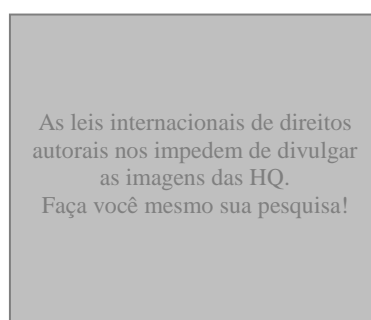 As leis internacionais de direitos
autorais nos impedem de divulgar
as imagens das HQ.
Faça você mesmo sua pesquisa!